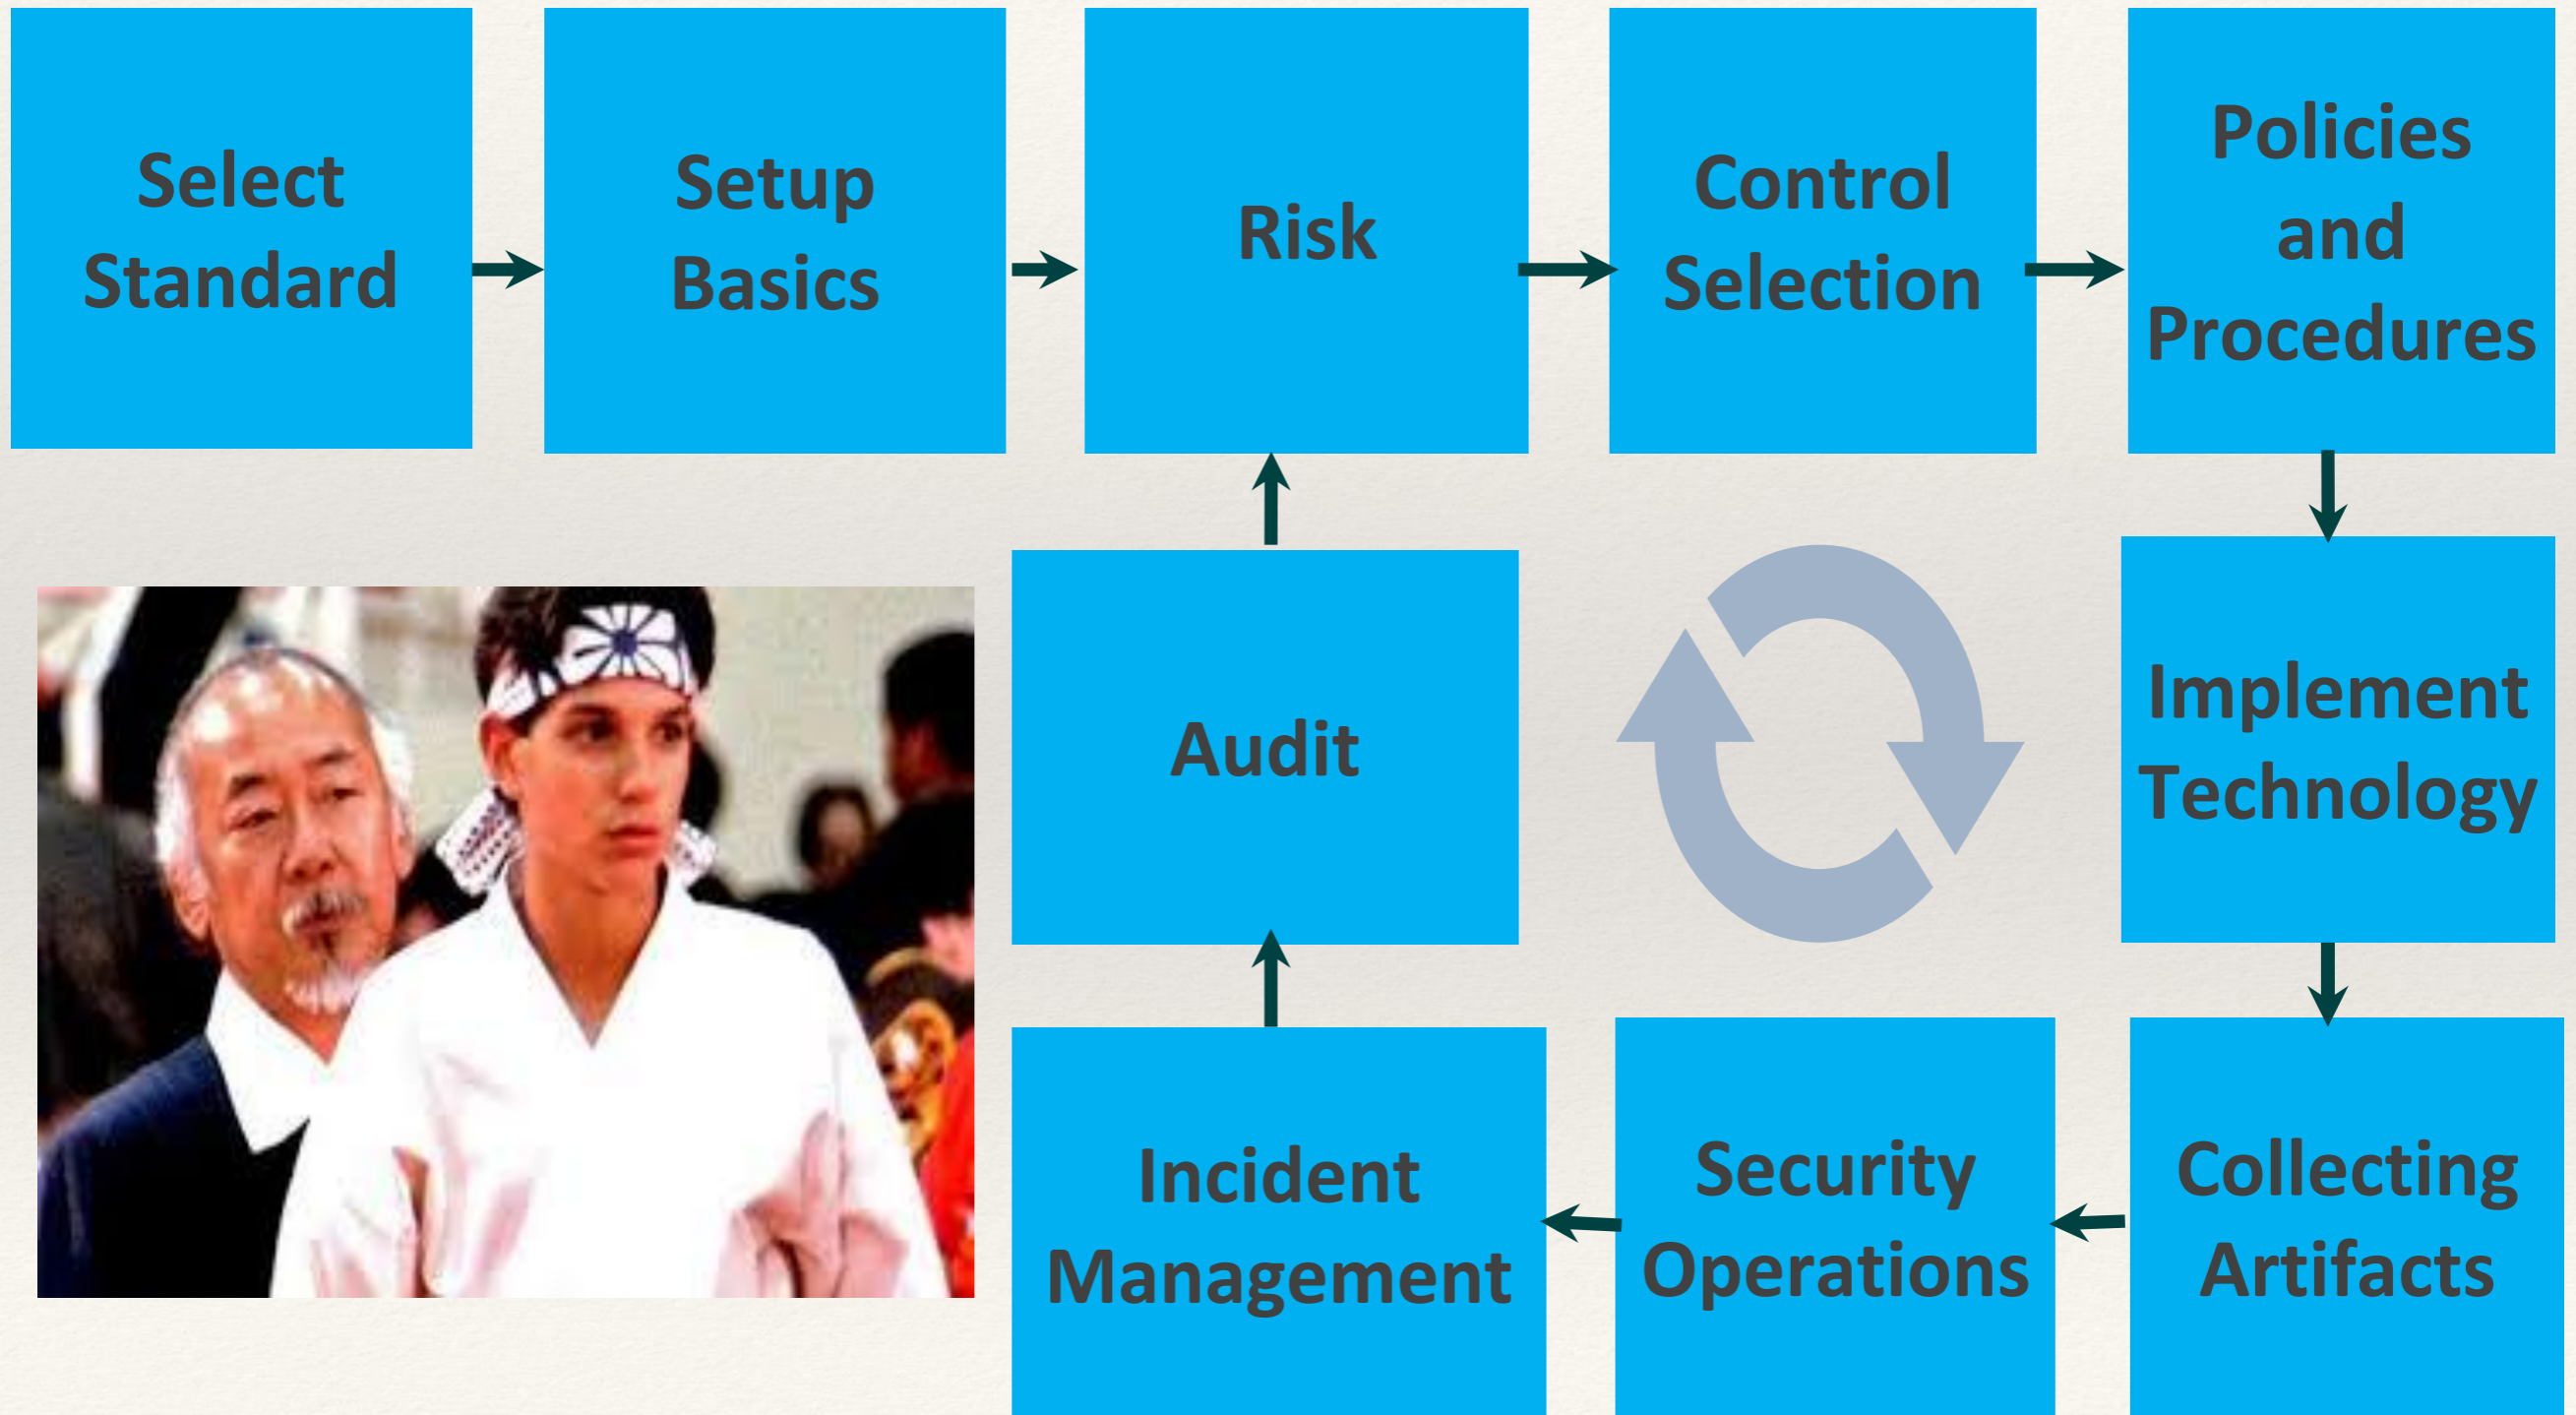 Select
Standard
Setup
Basics
Risk
Control
Selection
Policies
and
Procedures
Audit
Implement
Technology
Incident
Management
Security
Operations
Collecting
Artifacts